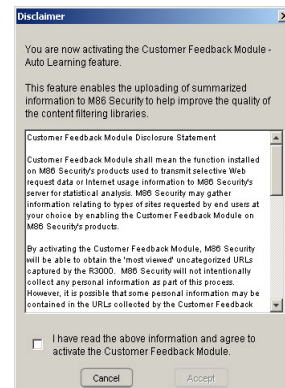 Disclaimer
You are now activating the Customer Feedback Module -
Auto Learning feature.
This feature enables the uploading of summarized
information to M86 Security to help improve the quality of
the content filtering libraries.
Customer Feedback Module Disclosure Statement
Customer Feedback Module shall mean the function installed
on M86 Security's products used to transmit selective Web
request data or Internet usage information to M86 Security's
server for statistical analysis. M86 Security may gather
information relating to types of sites requested by end users at
your choice by enabling the Customer Feedback Module on
M86 Security's products.
By activating the Customer Feedback Module, M86 Security
will be able to obtain the 'most viewed' uncategorized URLs
captured by the R3000. M86 Security will not intentionally
collect any personal information as part of this process.
However, it is possible that some personal information may be
contained in the URLs collected by the Customer Feedback
I have read the above information and agree to
activate the Customer Feedback Module.
Cancel Accept